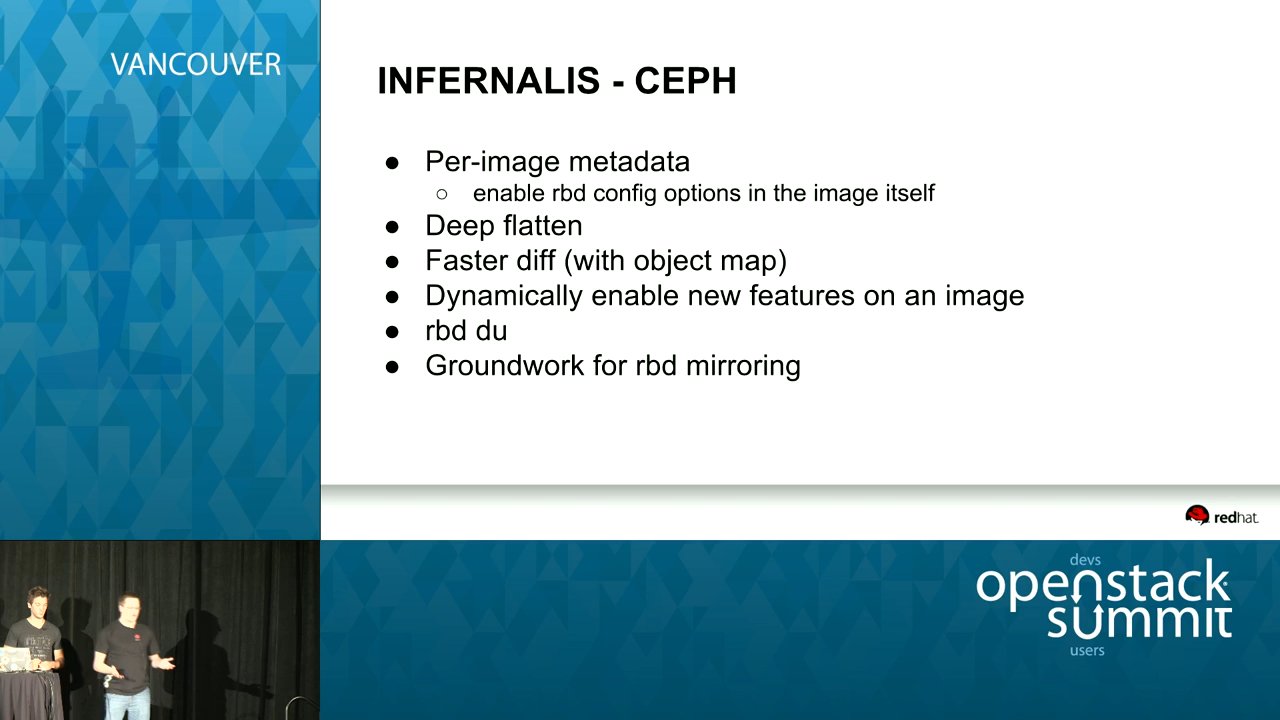 VANCOUVER
INFERNALIS - CEPH
● Per-image metadata
○ enable rbd config options in the image itself
● Deep flatten
● Faster diff (with object map)
● Dynamically enable new features on an image
● rbd du
● Groundwork for rbd mirroring
redhat.
devs
openstack
summit
users